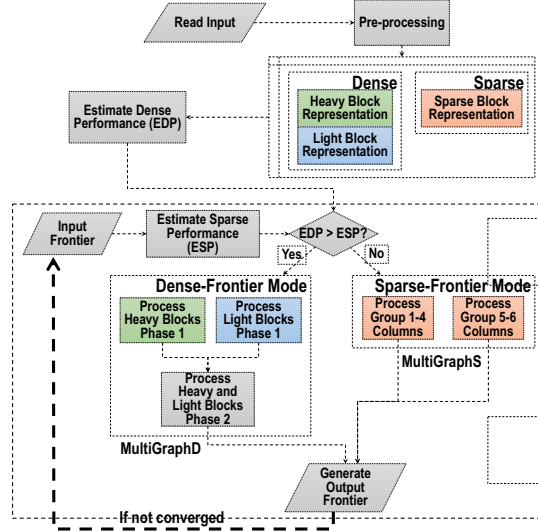 Read Input
Pre-processing
Dense
Sparse
Heavy Block
Representation
Light Block
Representation
Sparse Block
Representation
Estimate Dense
Performance (EDP)
Input
Frontier
Estimate Sparse
Performance
(ESP)
EDP > ESP?
Yes
No
Dense-Frontier Mode
Sparse-Frontier Mode
Process
Heavy Blocks
Phase 1
Process
Light Blocks
Phase 1
Process
Group 1-4
Columns
Process
Group 5-6
Columns
Process
Heavy and
Light Blocks
Phase 2
MultiGraphS
MultiGraphD
Generate
Output
Frontier
If not converged